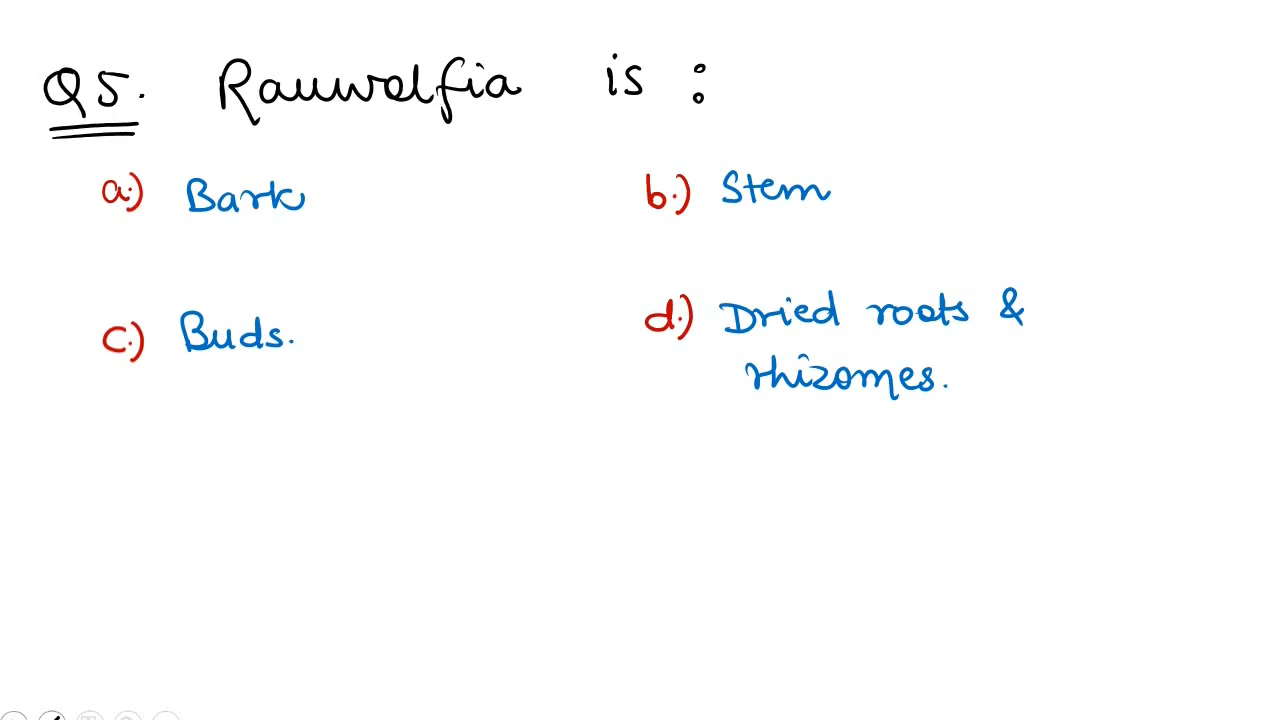 Q5. Rauwolfia is :
a.) Bark
b.) Stem
c.) Buds.
d.) Dried roots &
rhizomes.